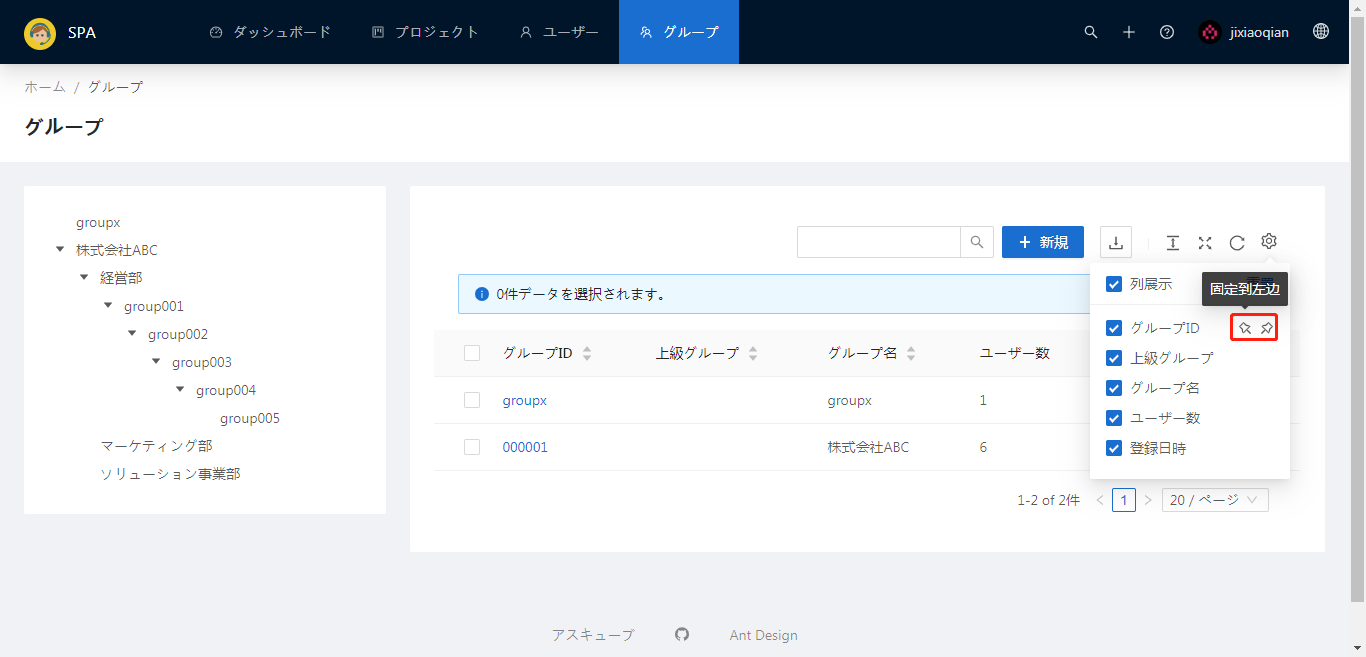 SPA ダッシュボード プロジェクト ユーザー グループ jixiaoqian
ホーム / グループ
グループ
groupx
株式会社ABC
経営部
group001
group002
group003
group004
group005
マーケティング部
ソリューション事業部
新規
0件データを選択されます。
列展示
固定到左边
グループID
上級グループ
グループ名
ユーザー数
登録日時
グループID 上級グループ グループ名 ユーザー数
groupx groupx 1
000001 株式会社ABC 6
1-2 of 2件 < 1 > 20 / ページ
アスキューブ Ant Design